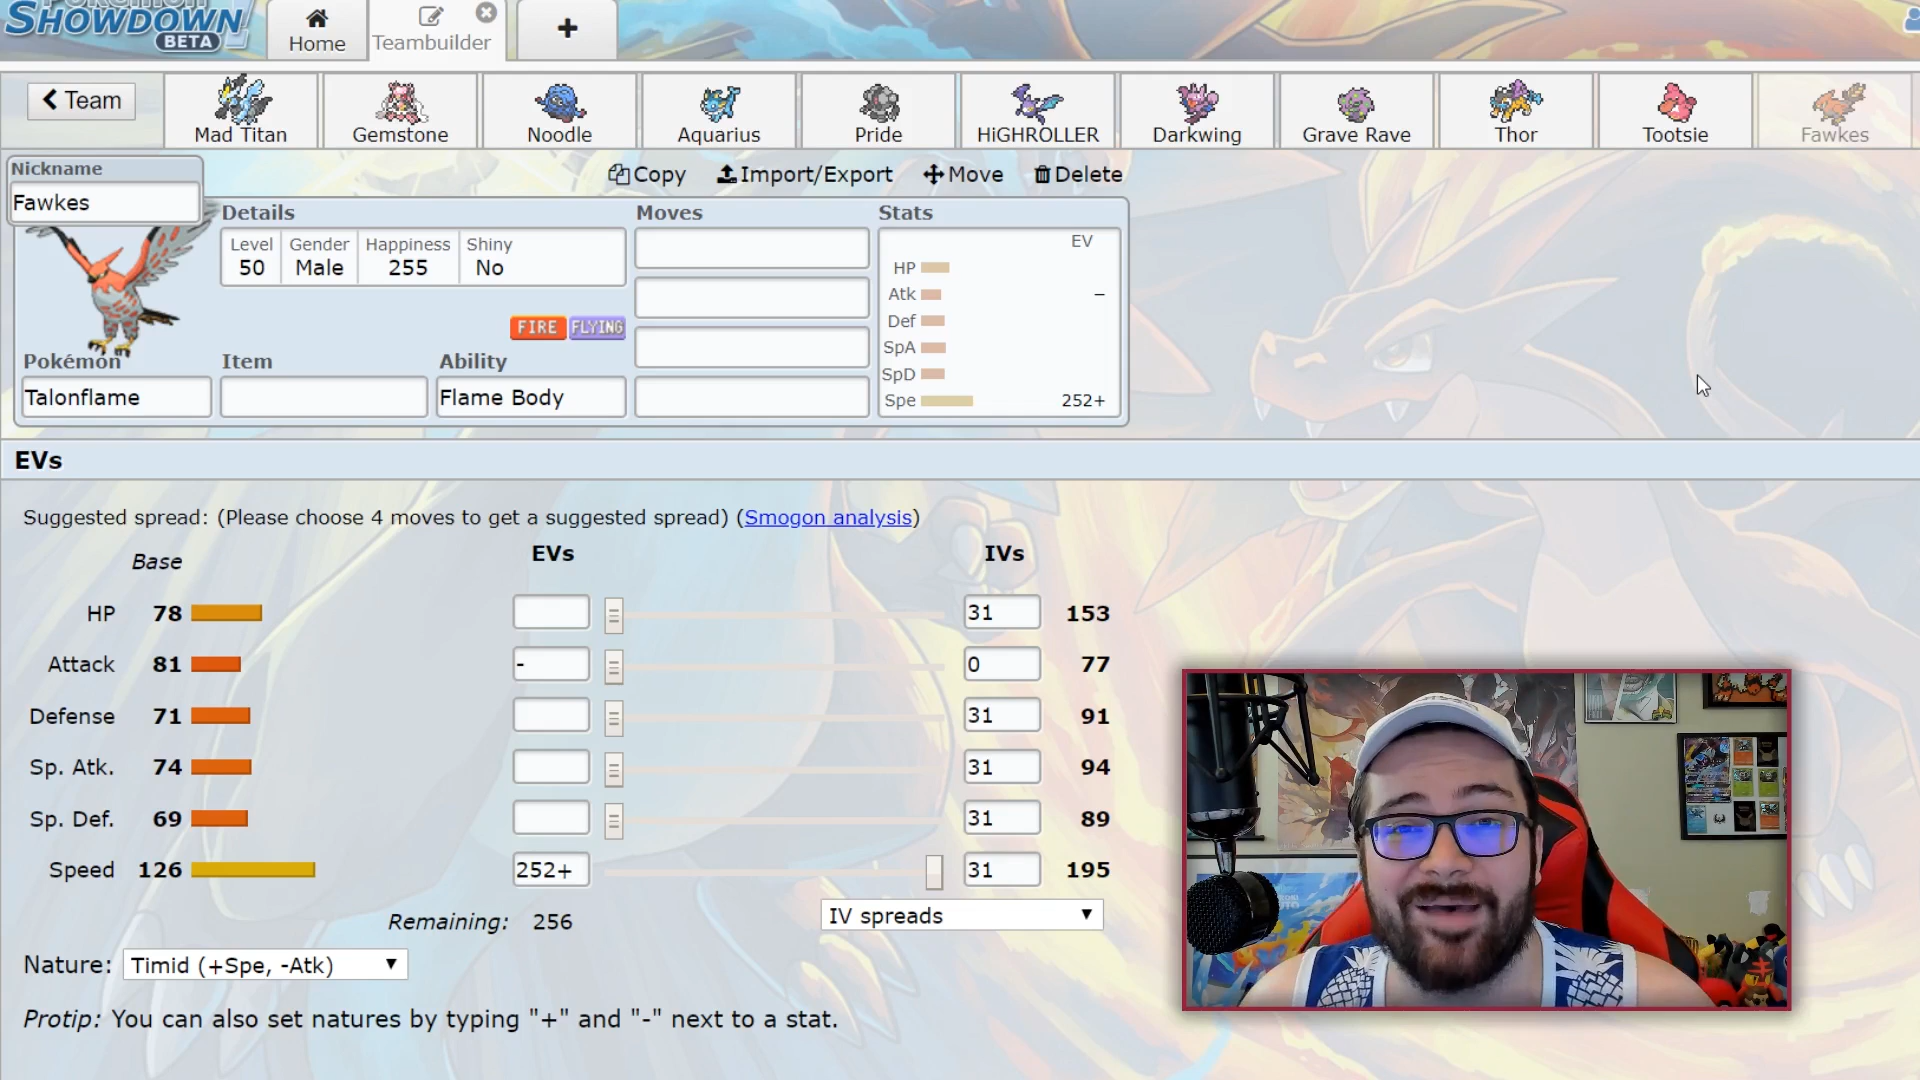 Pokémon
SHOWDOWN
BETA
Home
Teambuilder
+
Team
Mad Titan
Gemstone
Noodle
Aquarius
Pride
HiGHROLLER
Darkwing
Grave Rave
Thor
Tootsie
Fawkes
Nickname
Fawkes
Copy
Import/Export
Move
Delete
Details
Moves
Stats
Level
Gender
Happiness
Shiny
50
Male
255
No
EV
HP
Atk –
Def
SpA
SpD
Spe 252+
FIRE
FLYING
Pokémon
Item
Ability
Talonflame
Flame Body
EVs
Suggested spread: (Please choose 4 moves to get a suggested spread) (Smogon analysis)
Base EVs IVs
HP 78 31 153
Attack 81 - 0 77
Defense 71 31 91
Sp. Atk. 74 31 94
Sp. Def. 69 31 89
Speed 126 252+ 31 195
Remaining: 256
IV spreads
Nature: Timid (+Spe, -Atk)
Protip: You can also set natures by typing "+" and "-" next to a stat.